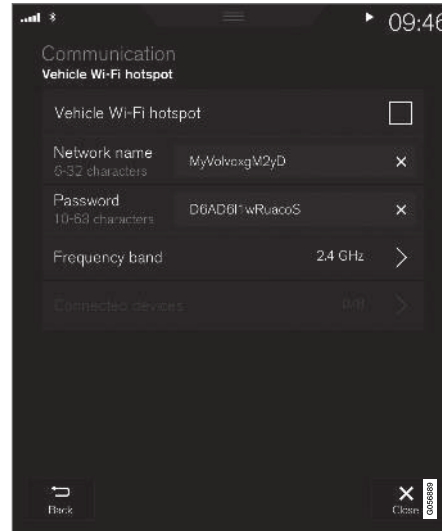 09:46
Communication
Vehicle Wi-Fi hotspot
Vehicle Wi-Fi hotspot
Network name
6-32 characters
MyVolvoxgM2yD
Password
10-63 characters
D6AD6I1wRuacoS
Frequency band
2.4 GHz
Connected devices
Back
Close
G056889